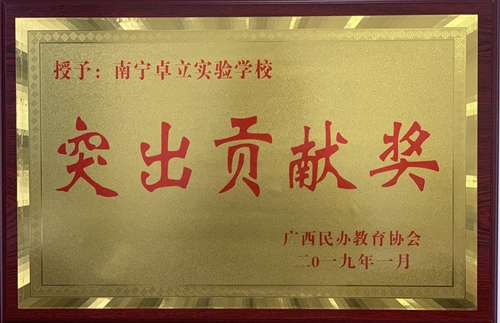 授予：南宁卓立实验学校
突出贡献奖
广西民办教育协会
二0一九年一月